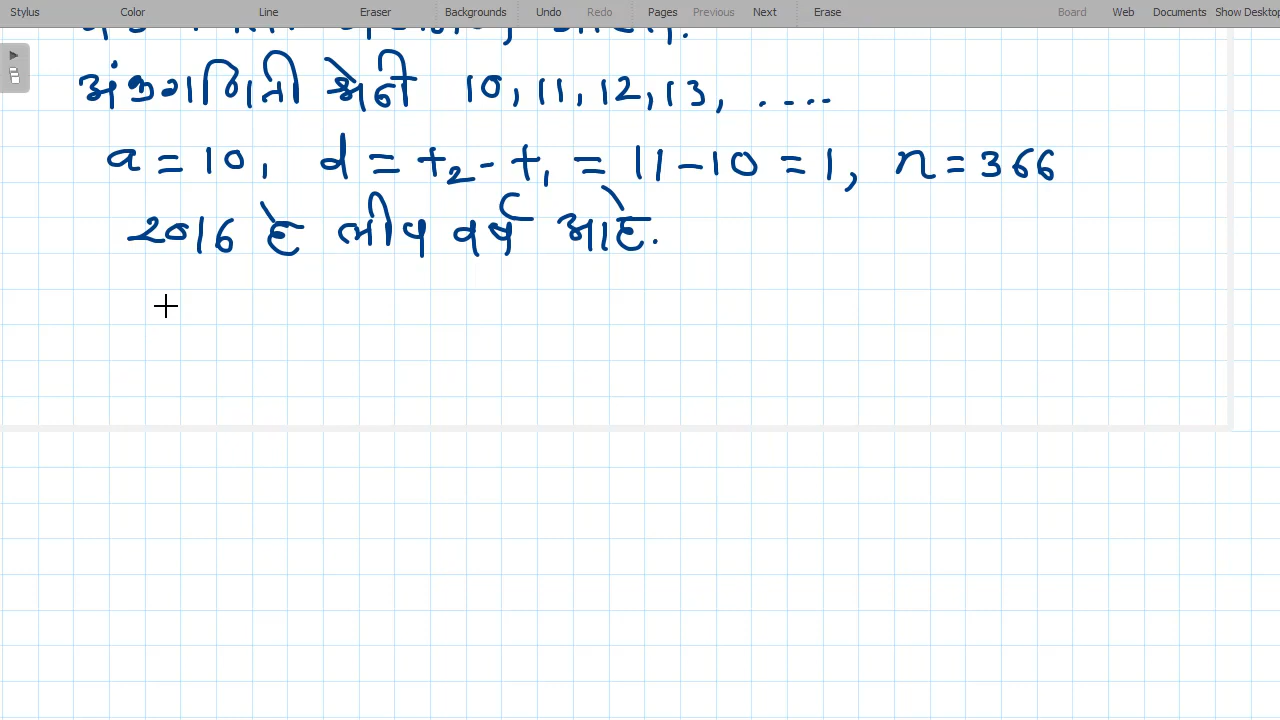 Stylus Color Line Eraser Backgrounds Undo Redo Pages Previous Next Erase Board Web Documents Show Desktop
अंकगणिती श्रेढी 10, 11, 12, 13, ....
a = 10, d = t₂ - t₁ = 11 - 10 = 1, n = 366
2016 हे लीप वर्ष आहे.